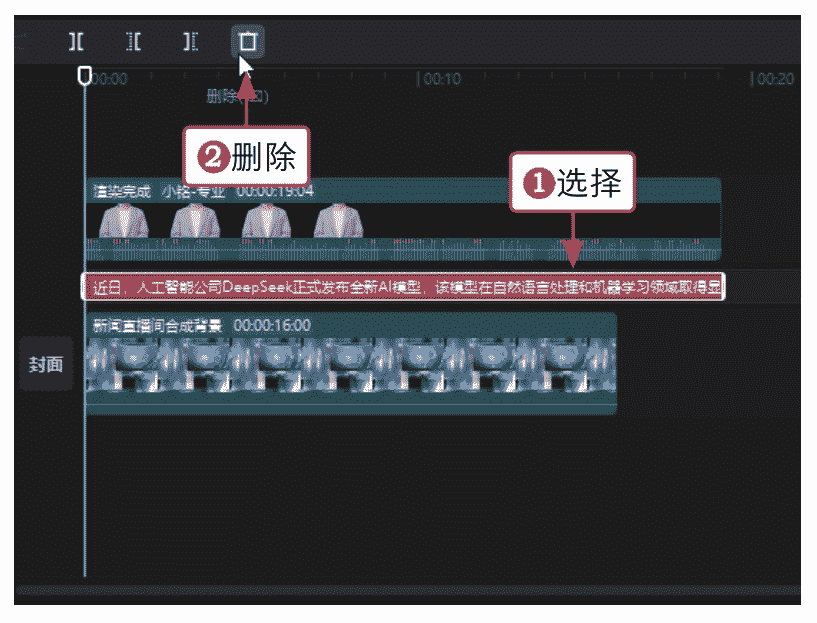 00:00 00:10 00:20
❷删除
❶选择
渲染完成 小铭-专业 00:00:19:04
近日，人工智能公司DeepSeek正式发布全新AI模型，该模型在自然语言处理和机器学习领域取得显
新闻直播间合成背景 00:00:16:00
封面